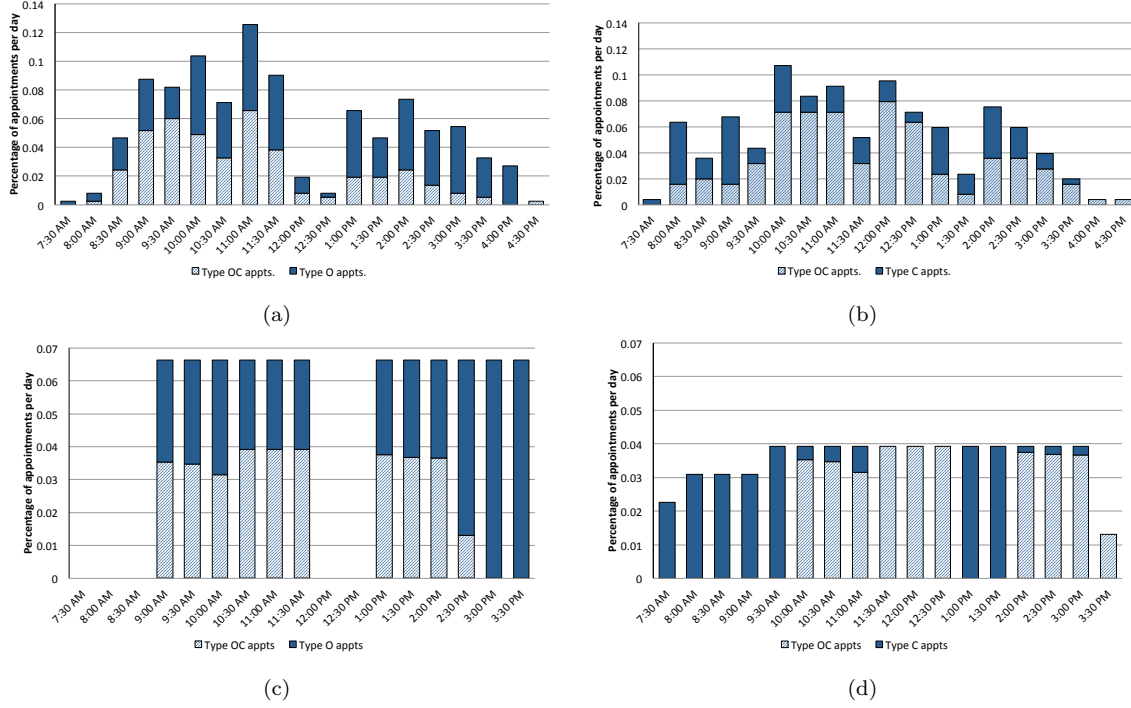 Percentage of appointments per day
0.14
0.12
0.1
0.08
0.06
0.04
0.02
0
7:30 AM
8:00 AM
8:30 AM
9:00 AM
9:30 AM
10:00 AM
10:30 AM
11:00 AM
11:30 AM
12:00 PM
12:30 PM
1:00 PM
1:30 PM
2:00 PM
2:30 PM
3:00 PM
3:30 PM
4:00 PM
4:30 PM
Type OC appts. Type O appts.
(a)
Percentage of appointments per day
0.14
0.12
0.1
0.08
0.06
0.04
0.02
0
7:30 AM
8:00 AM
8:30 AM
9:00 AM
9:30 AM
10:00 AM
10:30 AM
11:00 AM
11:30 AM
12:00 PM
12:30 PM
1:00 PM
1:30 PM
2:00 PM
2:30 PM
3:00 PM
3:30 PM
4:00 PM
4:30 PM
Type OC appts. Type C appts.
(b)
Percentage of appointments per day
0.07
0.06
0.05
0.04
0.03
0.02
0.01
0
7:30 AM
8:00 AM
8:30 AM
9:00 AM
9:30 AM
10:00 AM
10:30 AM
11:00 AM
11:30 AM
12:00 PM
12:30 PM
1:00 PM
1:30 PM
2:00 PM
2:30 PM
3:00 PM
3:30 PM
Type OC appts Type O appts
(c)
Percentage of appointments per day
0.07
0.06
0.05
0.04
0.03
0.02
0.01
0
7:30 AM
8:00 AM
8:30 AM
9:00 AM
9:30 AM
10:00 AM
10:30 AM
11:00 AM
11:30 AM
12:00 PM
12:30 PM
1:00 PM
1:30 PM
2:00 PM
2:30 PM
3:00 PM
3:30 PM
Type OC appts Type C appts
(d)